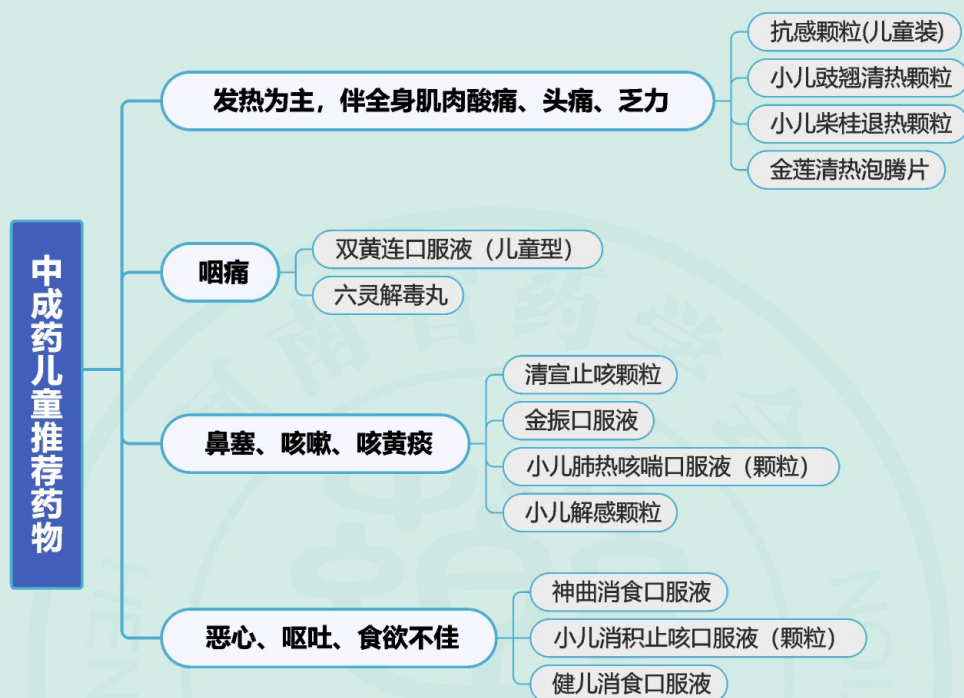 中成药儿童推荐药物
发热为主，伴全身肌肉酸痛、头痛、乏力
抗感颗粒(儿童装)
小儿豉翘清热颗粒
小儿柴桂退热颗粒
金莲清热泡腾片
咽痛
双黄连口服液（儿童型）
六灵解毒丸
鼻塞、咳嗽、咳黄痰
清宣止咳颗粒
金振口服液
小儿肺热咳喘口服液（颗粒）
小儿解感颗粒
恶心、呕吐、食欲不佳
神曲消食口服液
小儿消积止咳口服液（颗粒）
健儿消食口服液
河南省药学会
HEN